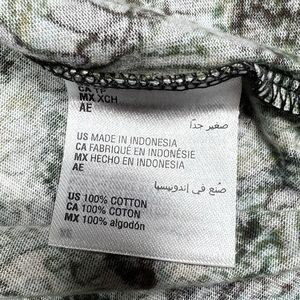 CA TP
MX XCH
AE
صغير جدًا
US MADE IN INDONESIA
CA FABRIQUÉ EN INDONÉSIE
MX HECHO EN INDONESIA
AE
صنع في إندونيسيا
US 100% COTTON
CA 100% COTON
MX 100% algodón